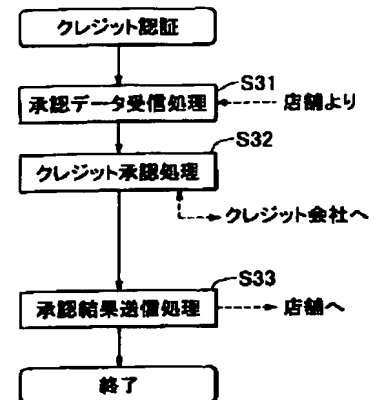 クレジット認証
S31
承認データ受信処理
店舗より
S32
クレジット承認処理
クレジット会社へ
S33
承認結果送信処理
店舗へ
終了